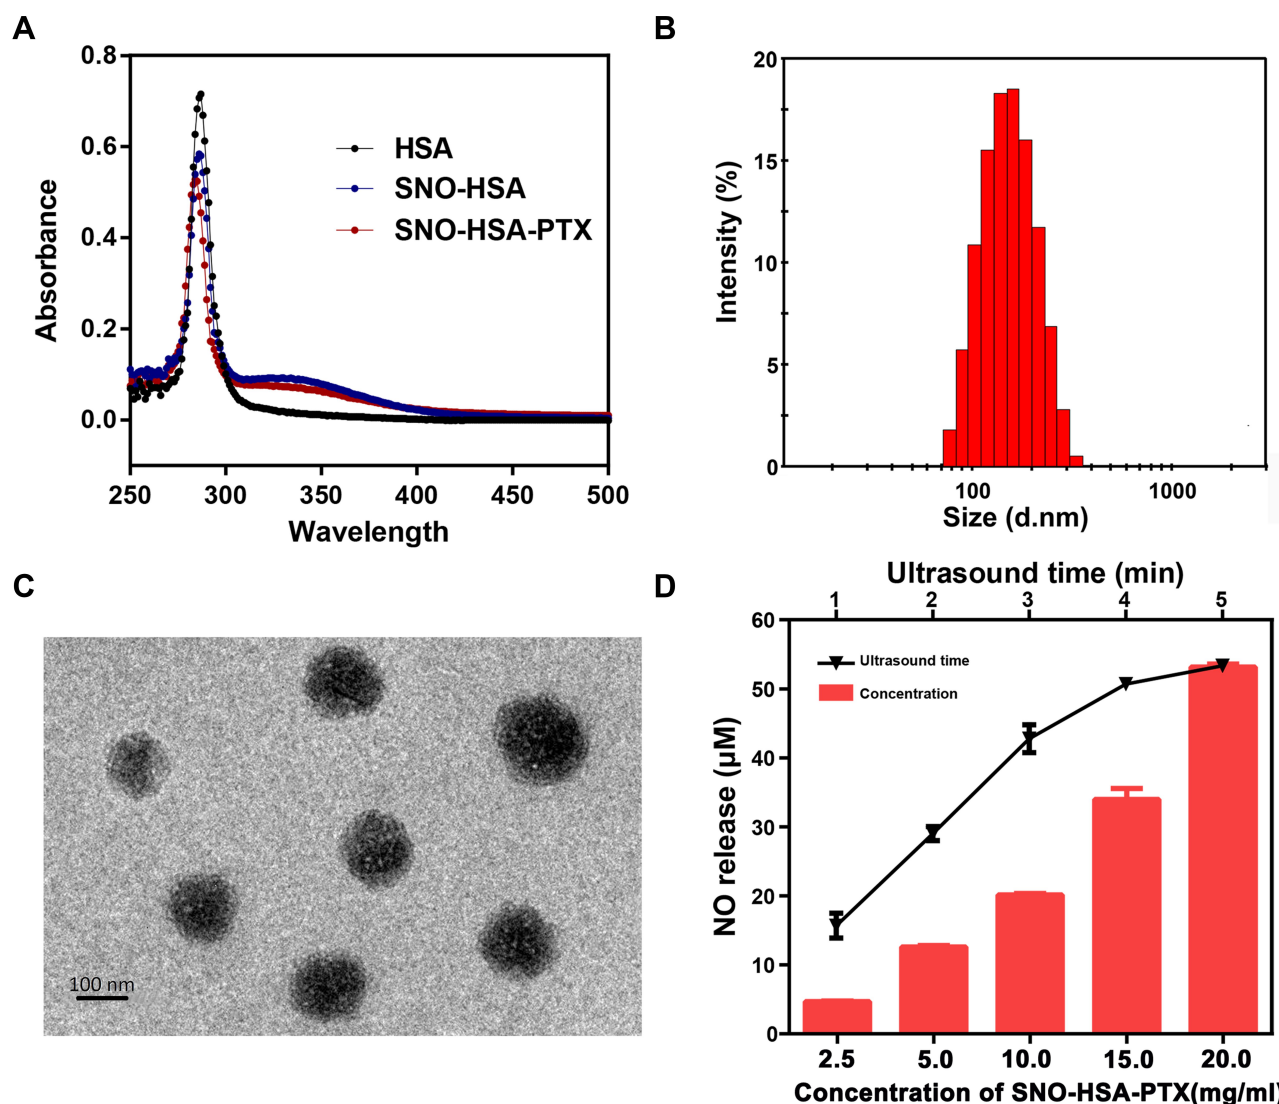 A
0.8
0.6
0.4
0.2
0.0
Absorbance
HSA
SNO-HSA
SNO-HSA-PTX
250 300 350 400 450 500
Wavelength
B
20
15
10
5
0
Intensity (%)
100 1000
Size (d.nm)
C
100 nm
D
Ultrasound time (min)
1 2 3 4 5
60
50
40
30
20
10
0
NO release (μM)
Ultrasound time
Concentration
2.5 5.0 10.0 15.0 20.0
Concentration of SNO-HSA-PTX(mg/ml)